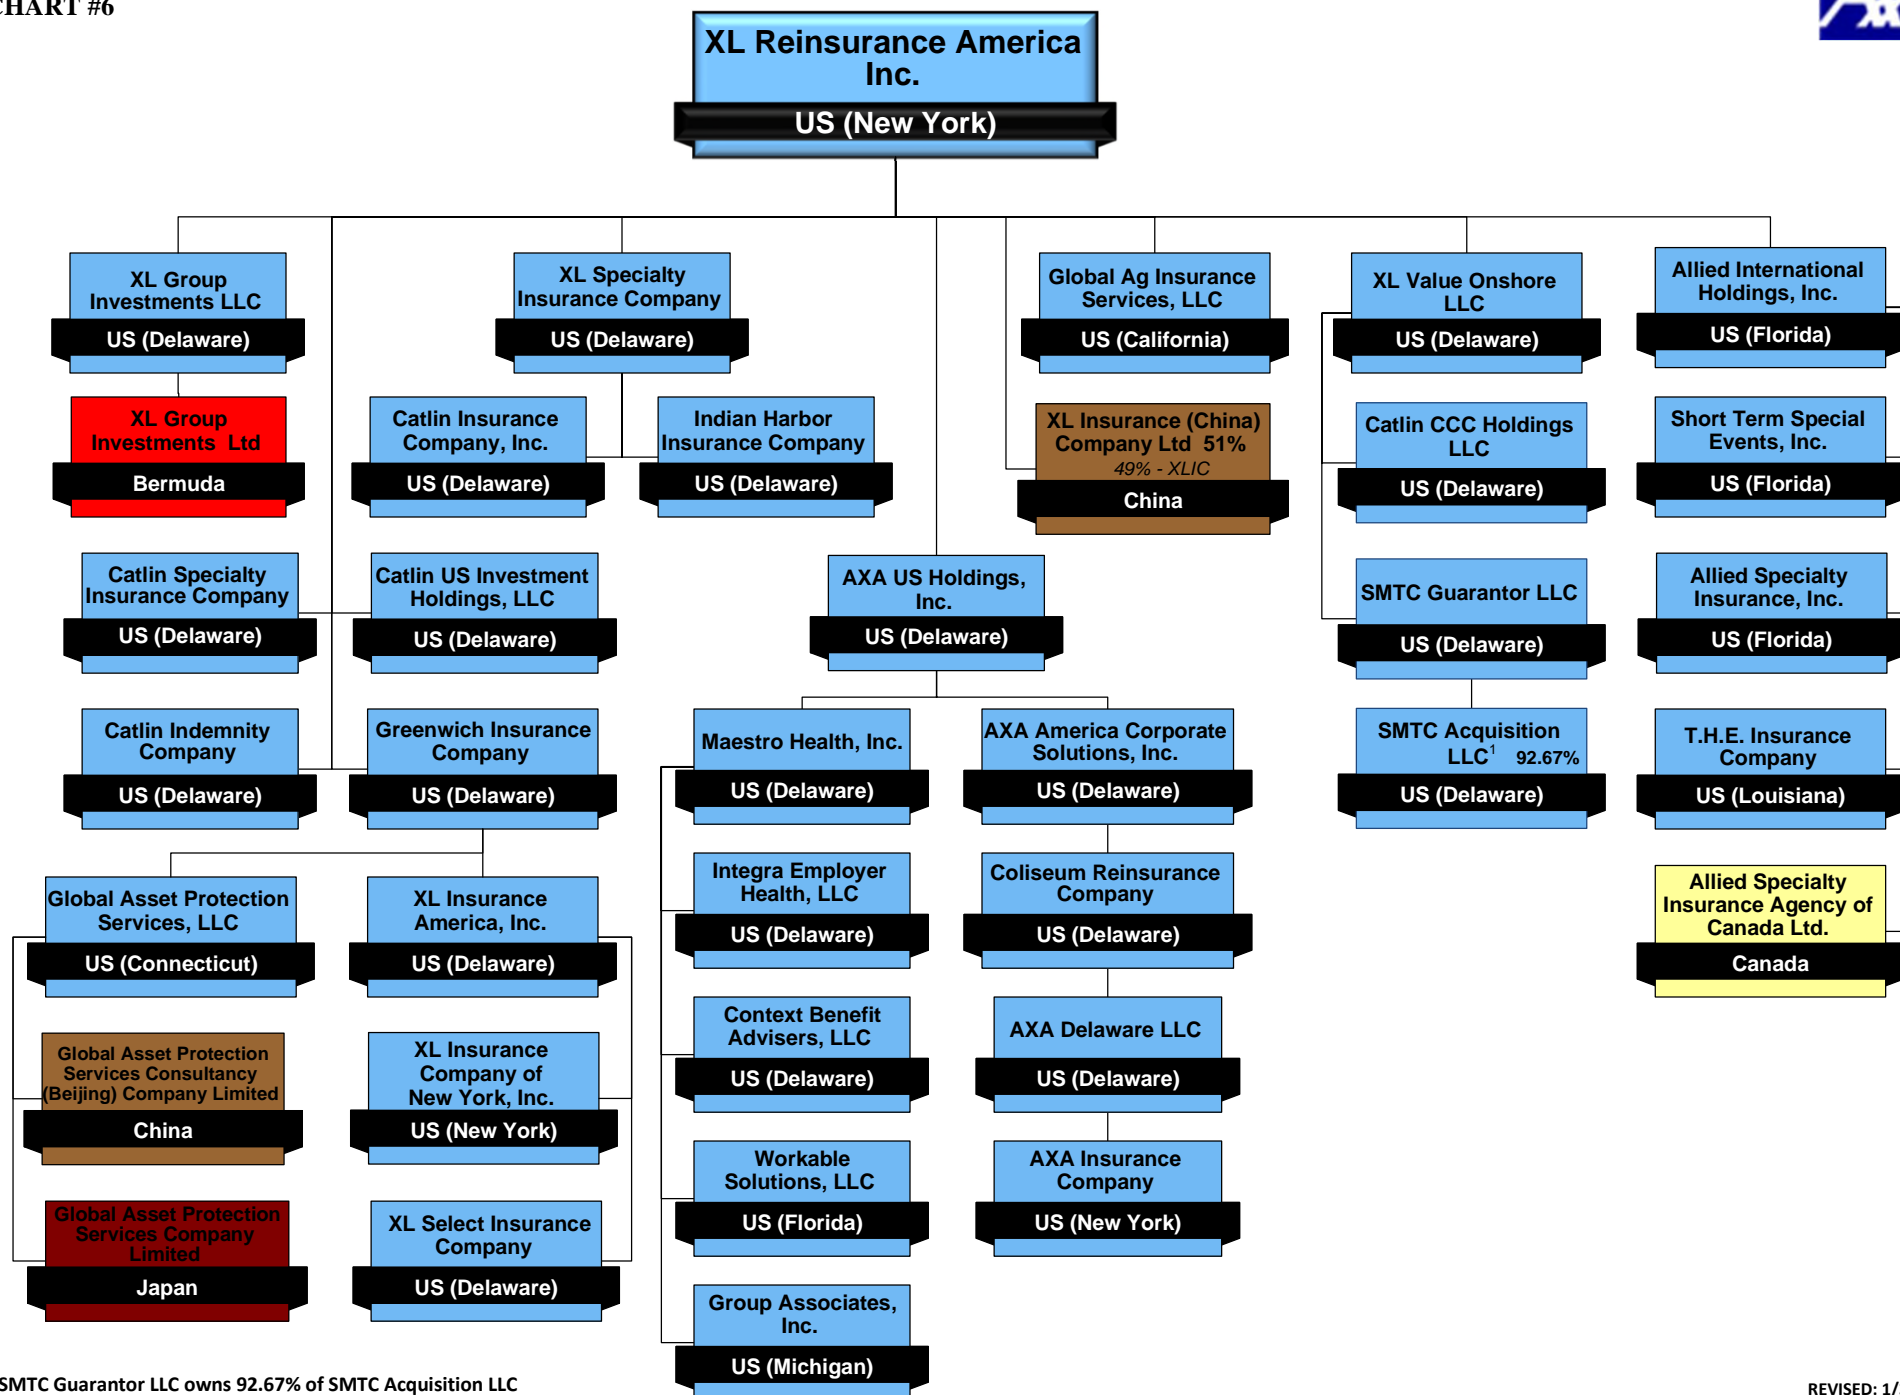 CHART #6
XL Reinsurance America
Inc.
US (New York)
XL Group
Investments LLC
US (Delaware)
XL Specialty
Insurance Company
US (Delaware)
Global Ag Insurance
Services, LLC
US (California)
XL Value Onshore
LLC
US (Delaware)
Allied International
Holdings, Inc.
US (Florida)
XL Group
Investments Ltd
Bermuda
Catlin Insurance
Company, Inc.
US (Delaware)
Indian Harbor
Insurance Company
US (Delaware)
XL Insurance (China)
Company Ltd 51%
49% - XLIC
China
Catlin CCC Holdings
LLC
US (Delaware)
Short Term Special
Events, Inc.
US (Florida)
Catlin Specialty
Insurance Company
US (Delaware)
Catlin US Investment
Holdings, LLC
US (Delaware)
AXA US Holdings,
Inc.
US (Delaware)
SMTC Guarantor LLC
US (Delaware)
Allied Specialty
Insurance, Inc.
US (Florida)
Catlin Indemnity
Company
US (Delaware)
Greenwich Insurance
Company
US (Delaware)
Maestro Health, Inc.
US (Delaware)
AXA America Corporate
Solutions, Inc.
US (Delaware)
SMTC Acquisition
LLC1 92.67%
US (Delaware)
T.H.E. Insurance
Company
US (Louisiana)
Global Asset Protection
Services, LLC
US (Connecticut)
XL Insurance
America, Inc.
US (Delaware)
Integra Employer
Health, LLC
US (Delaware)
Coliseum Reinsurance
Company
US (Delaware)
Allied Specialty
Insurance Agency of
Canada Ltd.
Canada
Global Asset Protection
Services Consultancy
(Beijing) Company Limited
China
XL Insurance
Company of
New York, Inc.
US (New York)
Context Benefit
Advisers, LLC
US (Delaware)
AXA Delaware LLC
US (Delaware)
Global Asset Protection
Services Company
Limited
Japan
XL Select Insurance
Company
US (Delaware)
Workable
Solutions, LLC
US (Florida)
AXA Insurance
Company
US (New York)
Group Associates,
Inc.
US (Michigan)
SMTC Guarantor LLC owns 92.67% of SMTC Acquisition LLC
REVISED: 1/